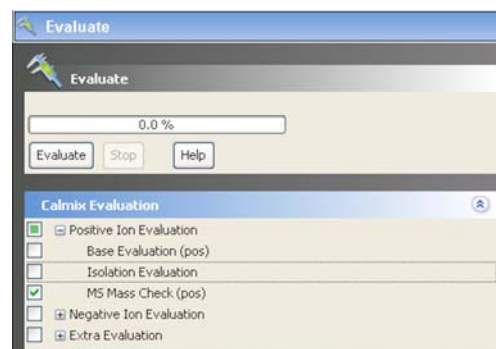 Evaluate
Evaluate
0.0 %
Evaluate Stop Help
Calmix Evaluation
Positive Ion Evaluation
Base Evaluation (pos)
Isolation Evaluation
MS Mass Check (pos)
Negative Ion Evaluation
Extra Evaluation